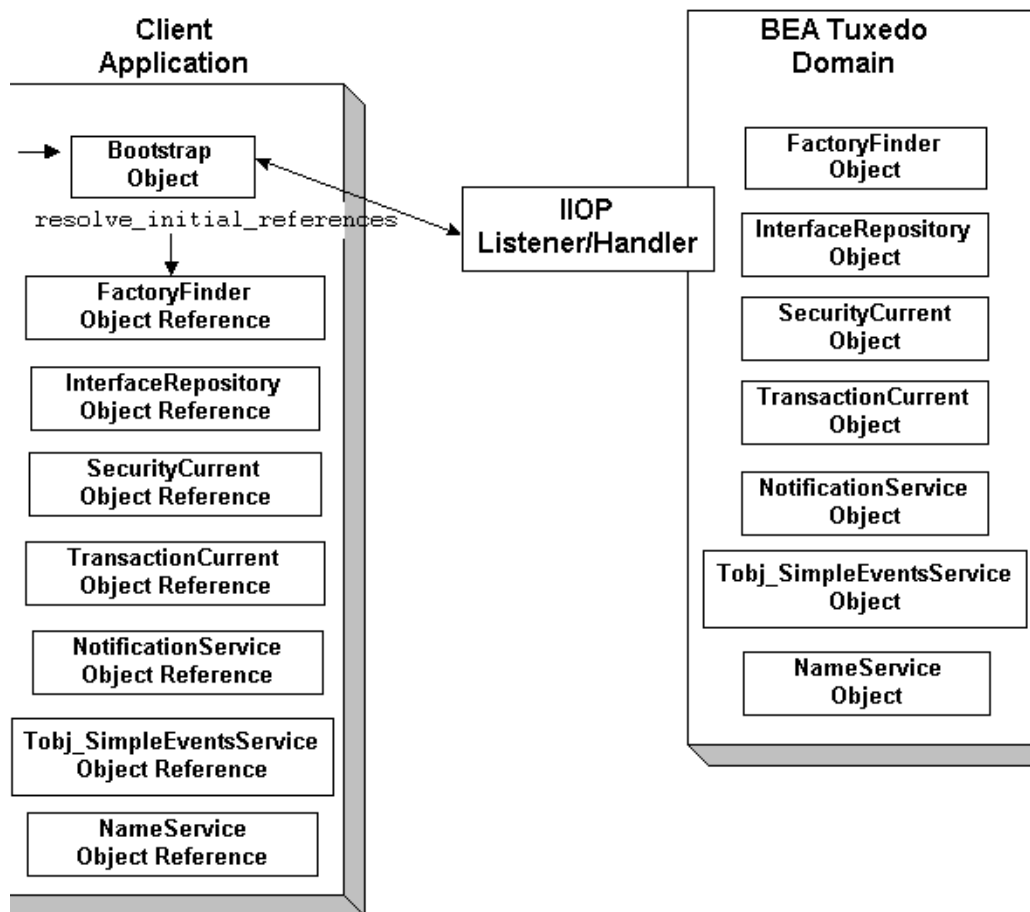 Client
Application
Bootstrap
Object
resolve_initial_references
FactoryFinder
Object Reference
InterfaceRepository
Object Reference
SecurityCurrent
Object Reference
TransactionCurrent
Object Reference
NotificationService
Object Reference
Tobj_SimpleEventsService
Object Reference
NameService
Object Reference
IIOP
Listener/Handler
BEA Tuxedo
Domain
FactoryFinder
Object
InterfaceRepository
Object
SecurityCurrent
Object
TransactionCurrent
Object
NotificationService
Object
Tobj_SimpleEventsService
Object
NameService
Object